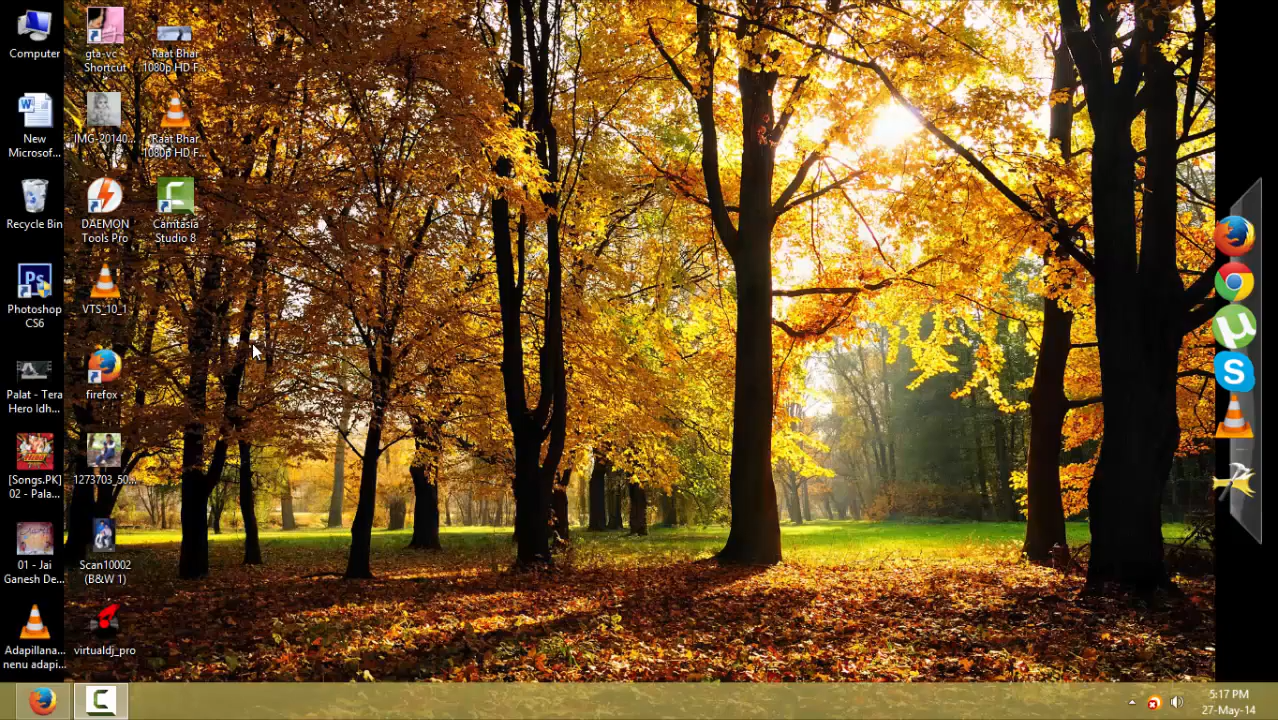 Computer
gta-vc -
Shortcut
Raat Bhar
1080p HD F...
New
Microsof...
IMG-20140...
Raat Bhar
1080p HD F...
Recycle Bin
DAEMON
Tools Pro
Camtasia
Studio 8
Photoshop
CS6
VTS_10_1
Palat - Tera
Hero Idh...
firefox -
[Songs.PK]
02 - Pala...
1273703_50...
01 - Jai
Ganesh De...
Scan10002
(B&W 1)
Adapillana...
nenu adapi...
virtualdj_pro
5:17 PM
27-May-14